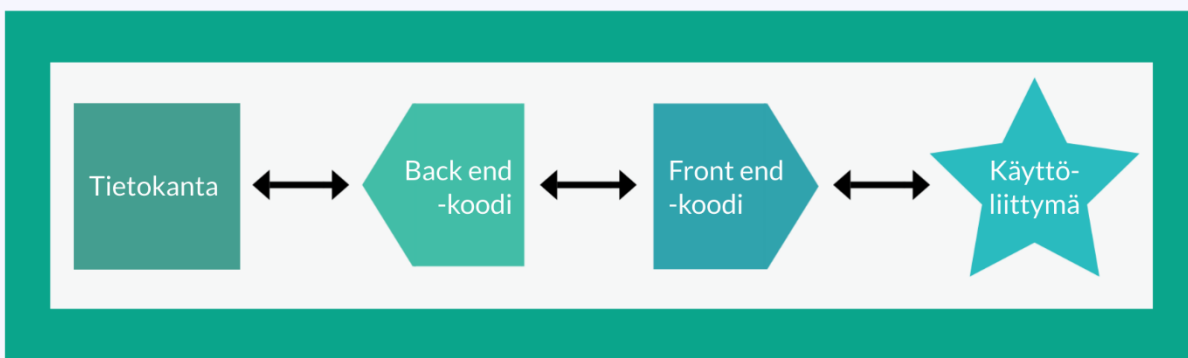 Tietokanta
Back end
-koodi
Front end
-koodi
Käyttö-
liittymä